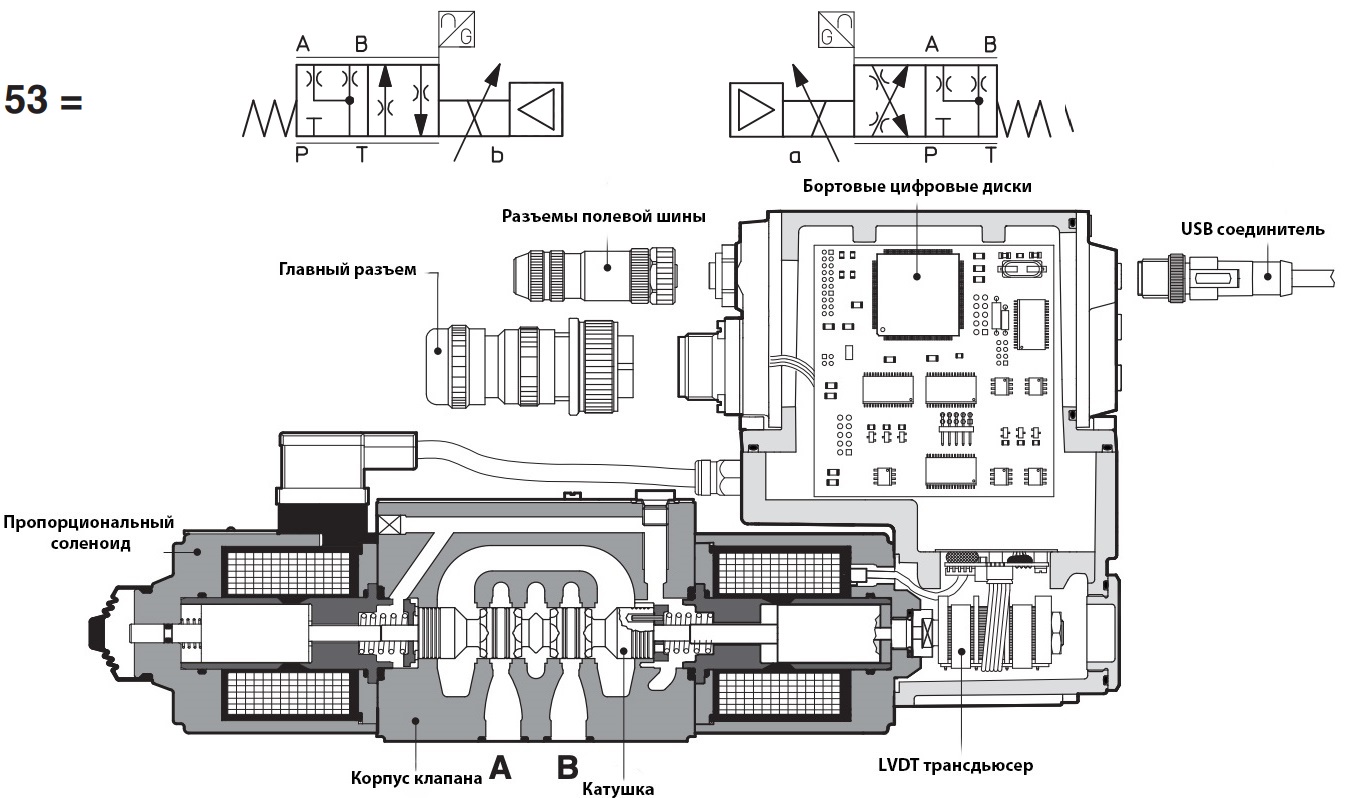 A B G G A B
53 =
P T b a P T
Бортовые цифровые диски
Разъемы полевой шины
USB соединитель
Главный разъем
Пропорциональный
соленоид
Корпус клапана
A B
Катушка
LVDT трансдьюсер